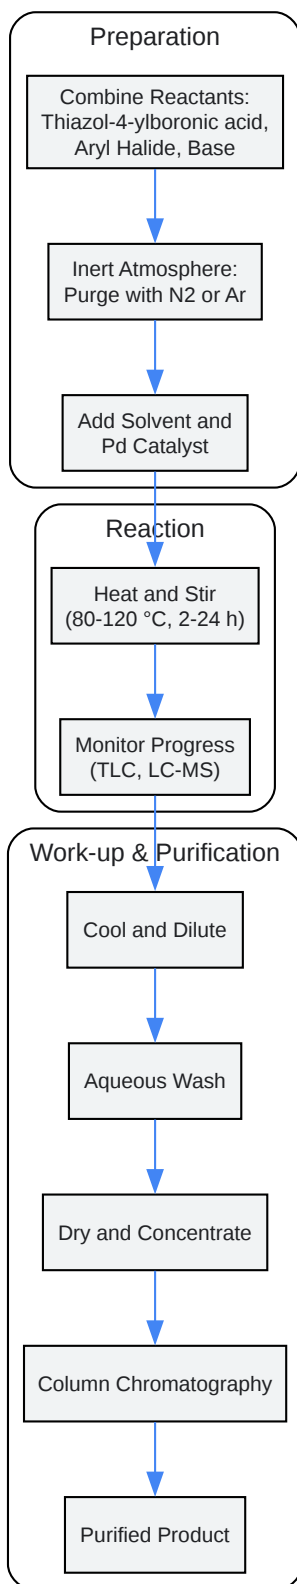 Preparation
Combine Reactants:
Thiazol-4-ylboronic acid,
Aryl Halide, Base
Inert Atmosphere:
Purge with N2 or Ar
Add Solvent and
Pd Catalyst
Reaction
Heat and Stir
(80-120 °C, 2-24 h)
Monitor Progress
(TLC, LC-MS)
Work-up & Purification
Cool and Dilute
Aqueous Wash
Dry and Concentrate
Column Chromatography
Purified Product